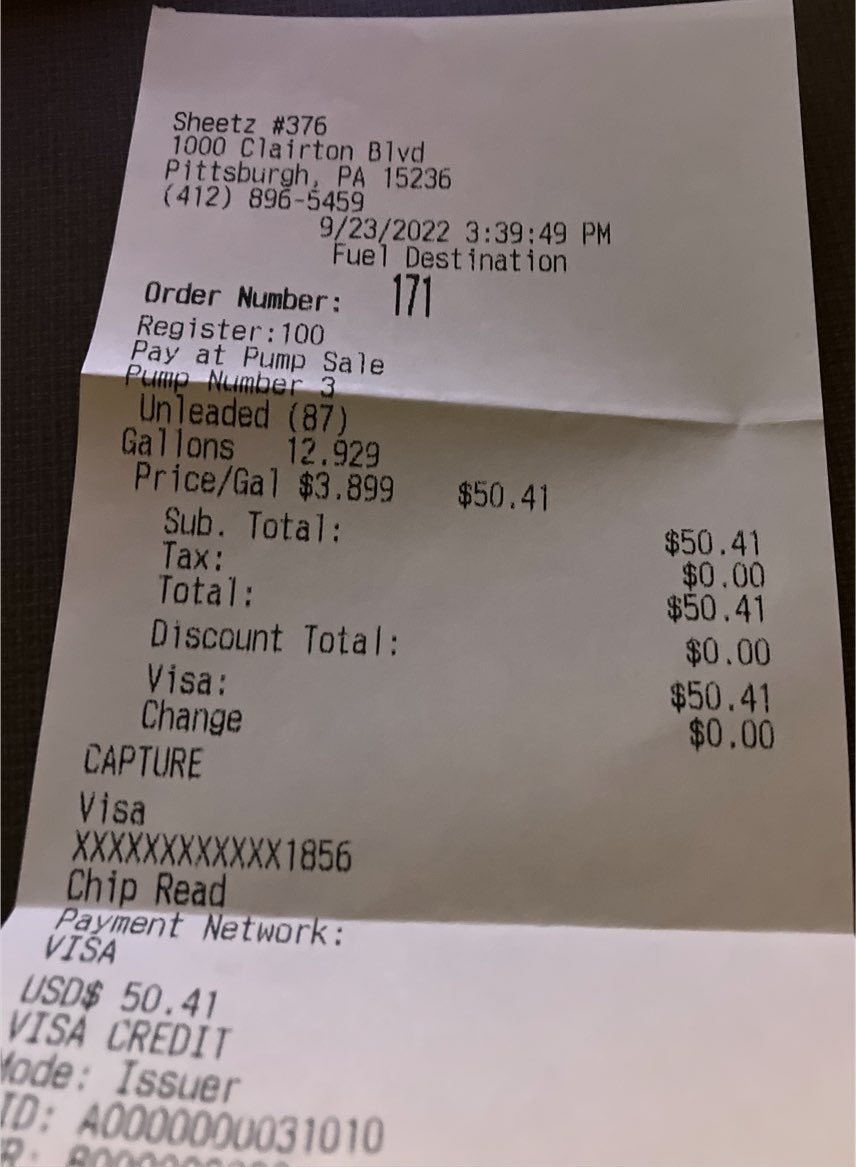 Sheetz #376
1000 Clairton Blvd
Pittsburgh, PA 15236
(412) 896-5459
9/23/2022 3:39:49 PM
Fuel Destination
Order Number: 171
Register:100
Pay at Pump Sale
Pump Number 3
Unleaded (87)
Gallons 12.929
Price/Gal $3.899 $50.41
Sub. Total: $50.41
Tax: $0.00
Total: $50.41
Discount Total: $0.00
Visa: $50.41
Change $0.00
CAPTURE
Visa
XXXXXXXXXXXX1856
Chip Read
Payment Network:
VISA
USD$ 50.41
VISA CREDIT
Mode: Issuer
ID: A0000000031010